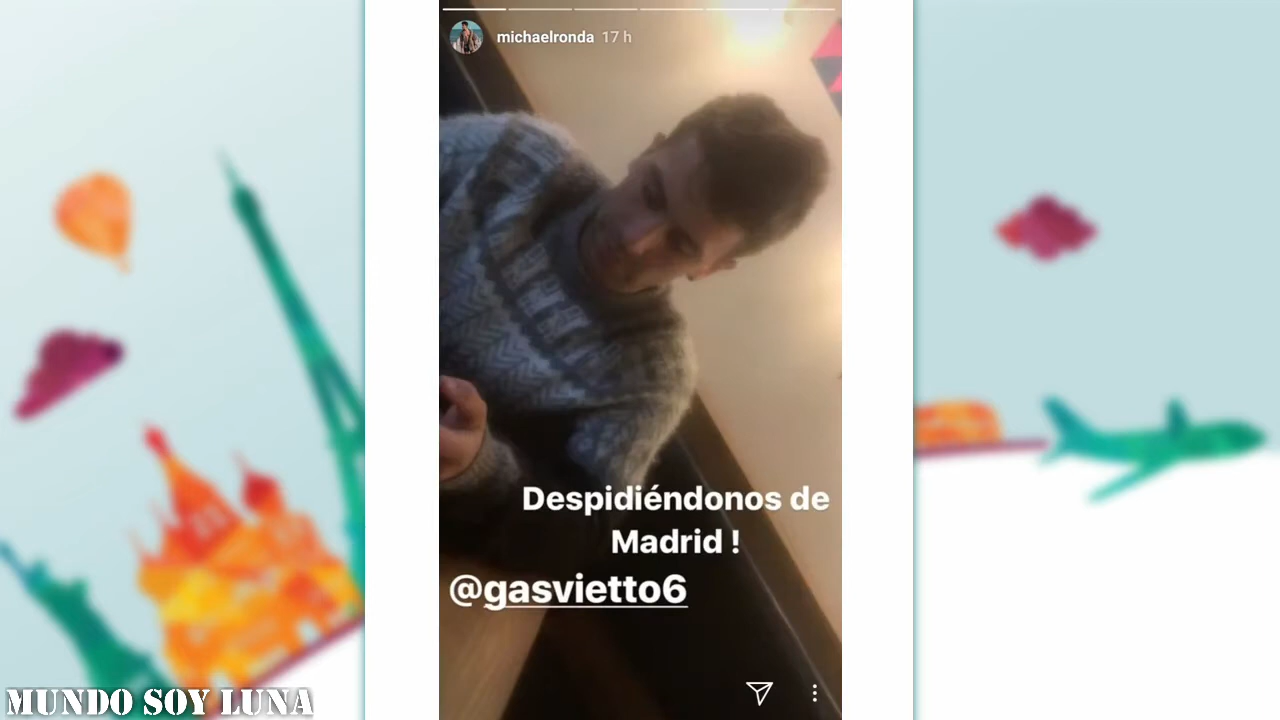 michaelronda 17 h
Despidiéndonos de
Madrid !
@gasvietto6
MUNDO SOY LUNA